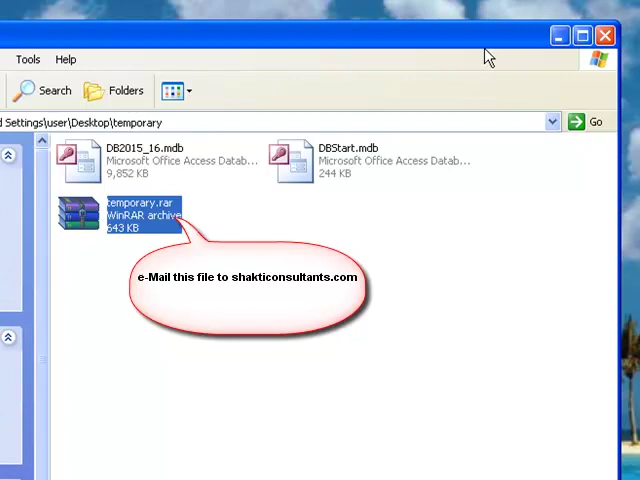 Tools Help
Search Folders
d Settings\user\Desktop\temporary Go
DB2015_16.mdb
Microsoft Office Access Datab...
9,852 KB
DBStart.mdb
Microsoft Office Access Datab...
244 KB
temporary.rar
WinRAR archive
643 KB
e-Mail this file to shakticonsultants.com